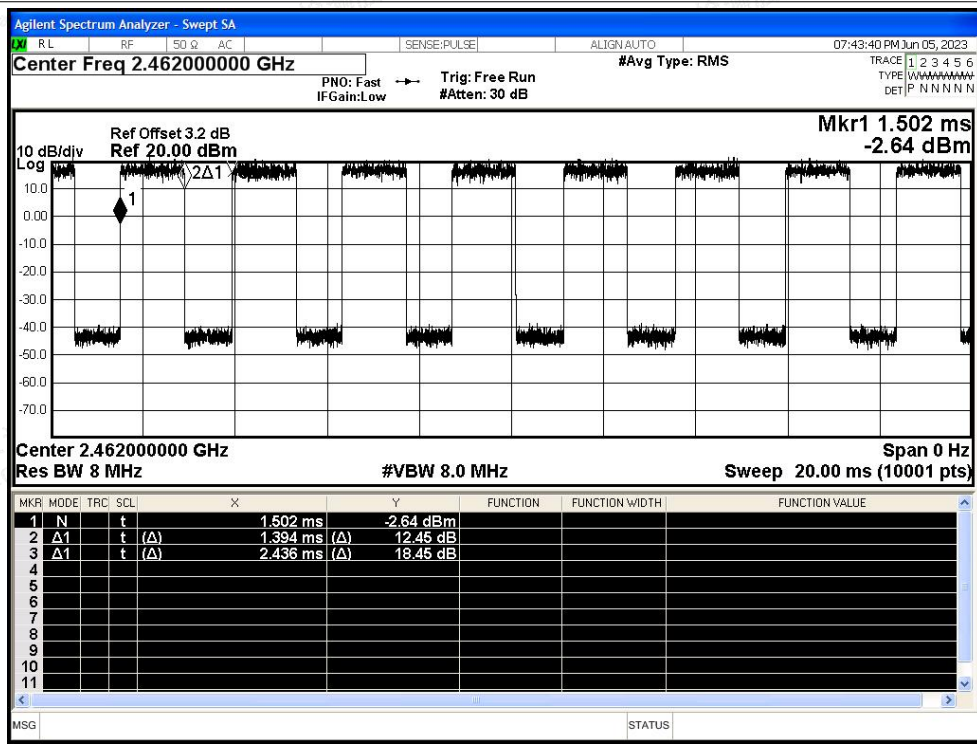 Agilent Spectrum Analyzer - Swept SA
LXI RL RF 50 Ω AC SENSE:PULSE ALIGN AUTO 07:43:40 PM Jun 05, 2023
Center Freq 2.462000000 GHz #Avg Type: RMS TRACE 1 2 3 4 5 6
PNO: Fast Trig: Free Run TYPE WWWWWW
IFGain:Low #Atten: 30 dB DET P N N N N N
Mkr1 1.502 ms
-2.64 dBm
Ref Offset 3.2 dB
10 dB/div Ref 20.00 dBm
Log
2Δ1
10.0
1
0.00
-10.0
-20.0
-30.0
-40.0
-50.0
-60.0
-70.0
Center 2.462000000 GHz Span 0 Hz
Res BW 8 MHz #VBW 8.0 MHz Sweep 20.00 ms (10001 pts)
MKR MODE TRC SCL X Y FUNCTION FUNCTION WIDTH FUNCTION VALUE
1 N t 1.502 ms -2.64 dBm
2 Δ1 t (Δ) 1.394 ms (Δ) 12.45 dB
3 Δ1 t (Δ) 2.436 ms (Δ) 18.45 dB
4
5
6
7
8
9
10
11
MSG STATUS